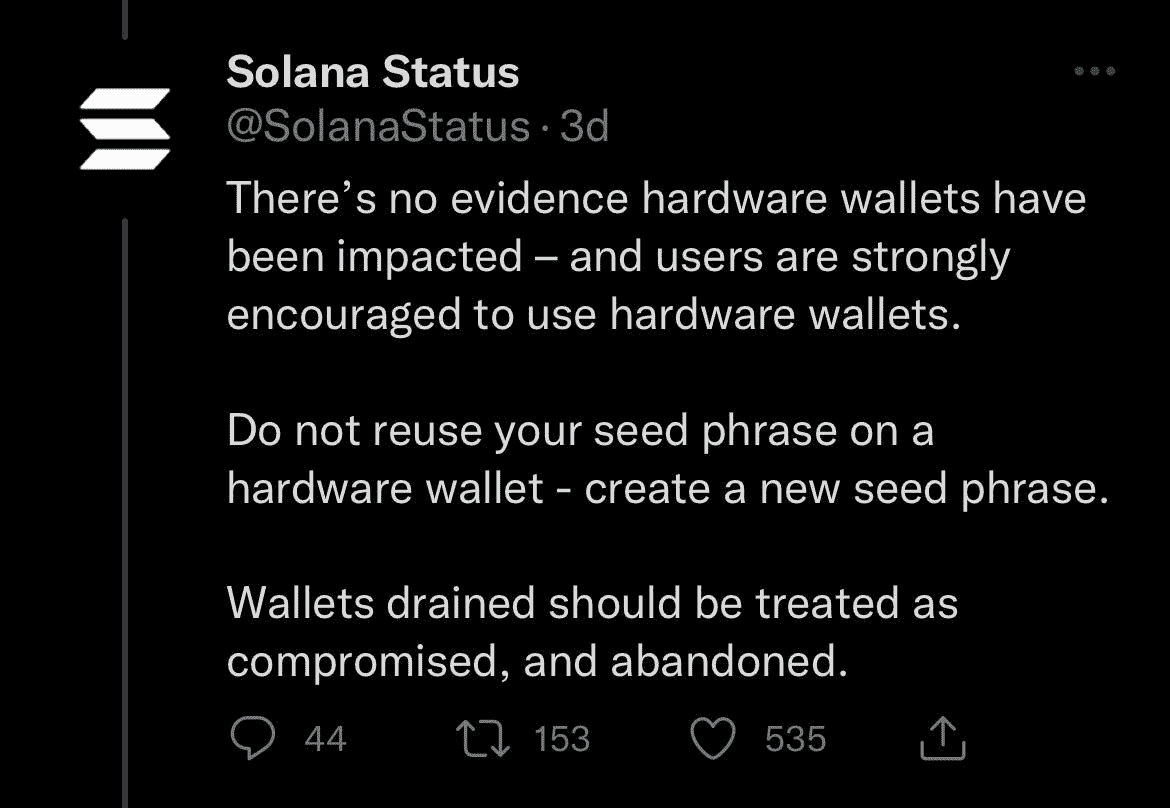 Solana Status
@SolanaStatus · 3d
There’s no evidence hardware wallets have
been impacted – and users are strongly
encouraged to use hardware wallets.
Do not reuse your seed phrase on a
hardware wallet - create a new seed phrase.
Wallets drained should be treated as
compromised, and abandoned.
44 153 535